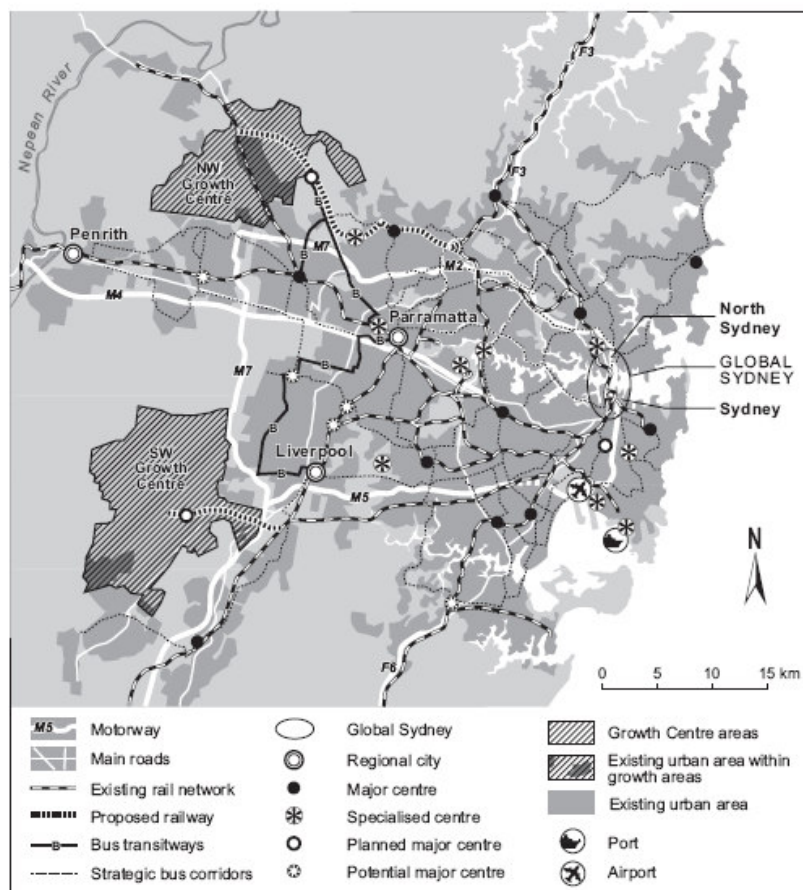 F3
Nepean River
F3
NW
Growth
Centre
B
Penrith
M7
B
M2
B
M4
Parramatta
B
North
Sydney
B
GLOBAL
SYDNEY
M7
B
Sydney
SW
Growth
Centre
Liverpool
B
M5
N
F6
0 5 10 15 km
M5 Motorway
Main roads
Existing rail network
Proposed railway
B Bus transitways
Strategic bus corridors
Global Sydney
Regional city
Major centre
Specialised centre
Planned major centre
Potential major centre
Growth Centre areas
Existing urban area within
growth areas
Existing urban area
Port
Airport